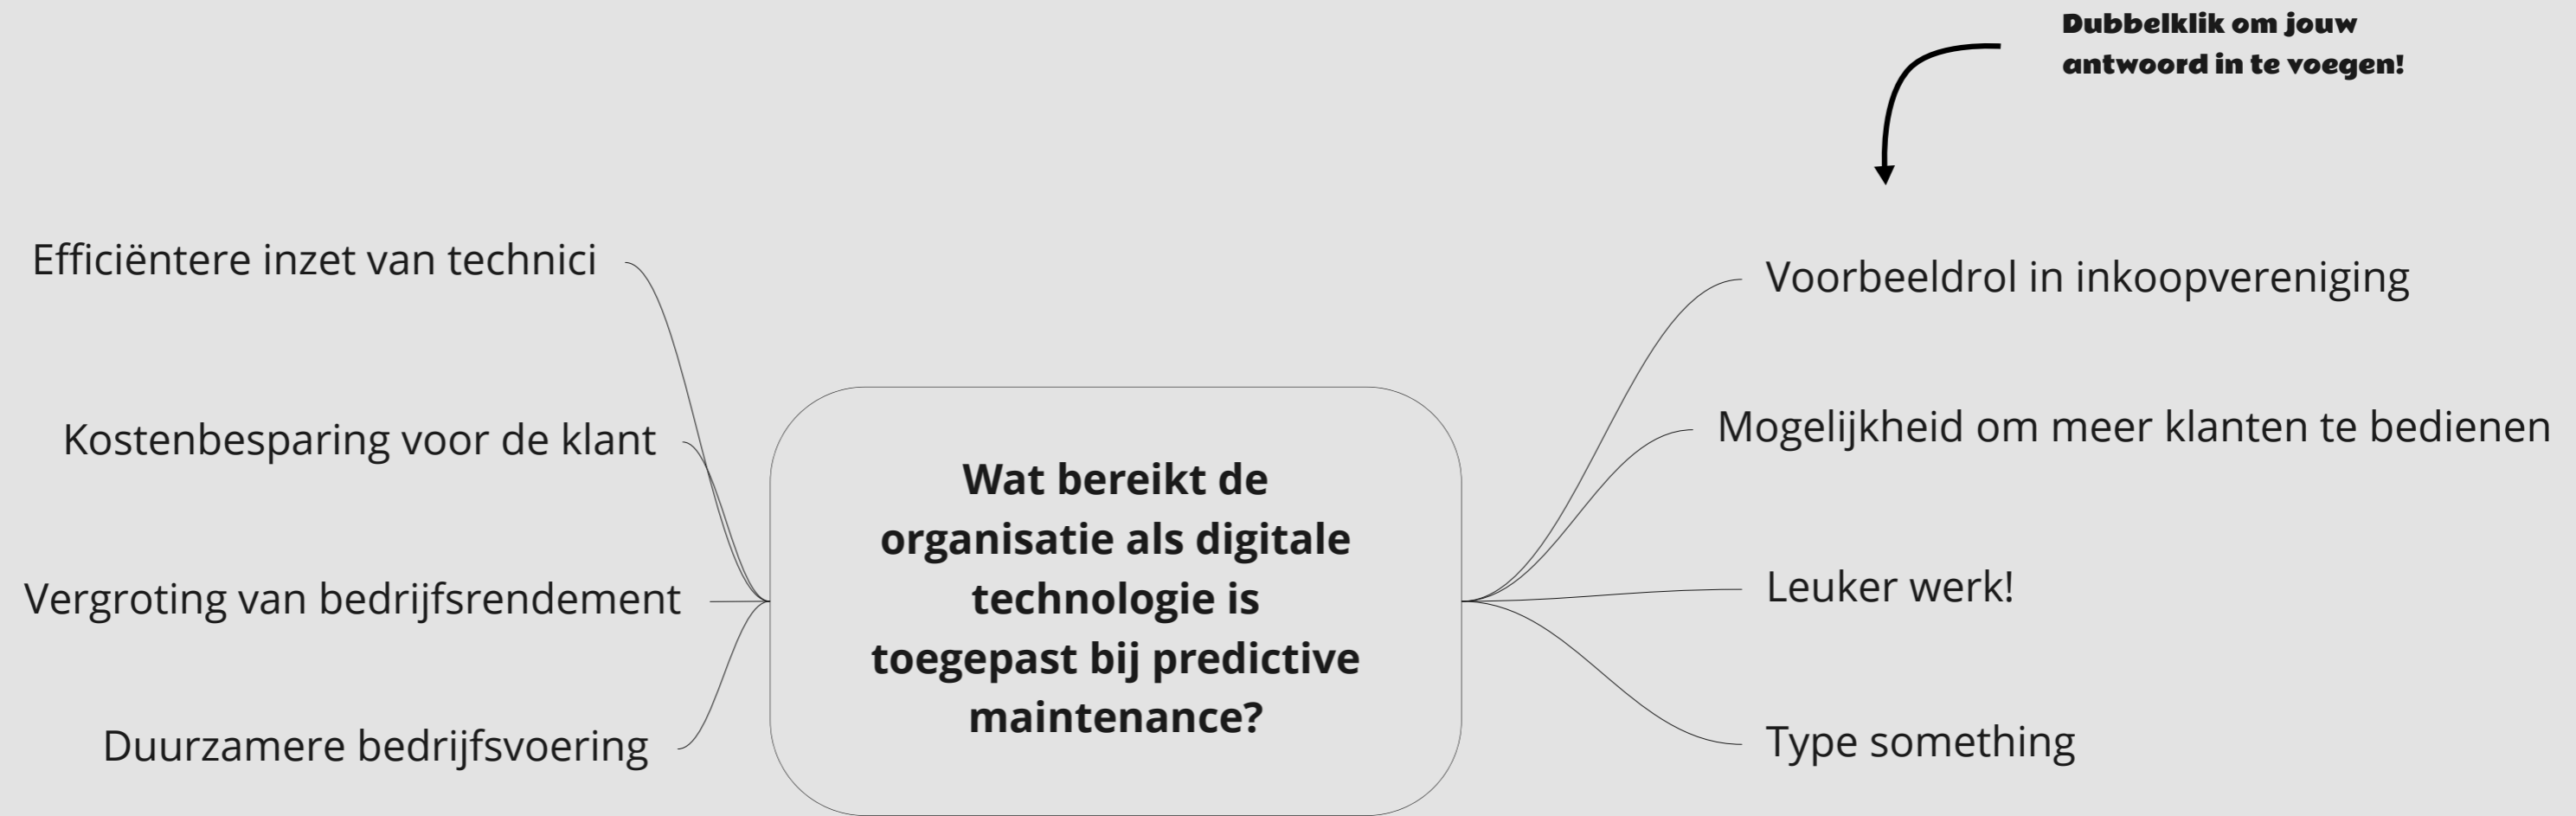 Dubbelklik om jouw
antwoord in te voegen!
Efficiëntere inzet van technici
Kostenbesparing voor de klant
Vergroting van bedrijfsrendement
Duurzamere bedrijfsvoering
Wat bereikt de
organisatie als digitale
technologie is
toegepast bij predictive
maintenance?
Voorbeeldrol in inkoopvereniging
Mogelijkheid om meer klanten te bedienen
Leuker werk!
Type something